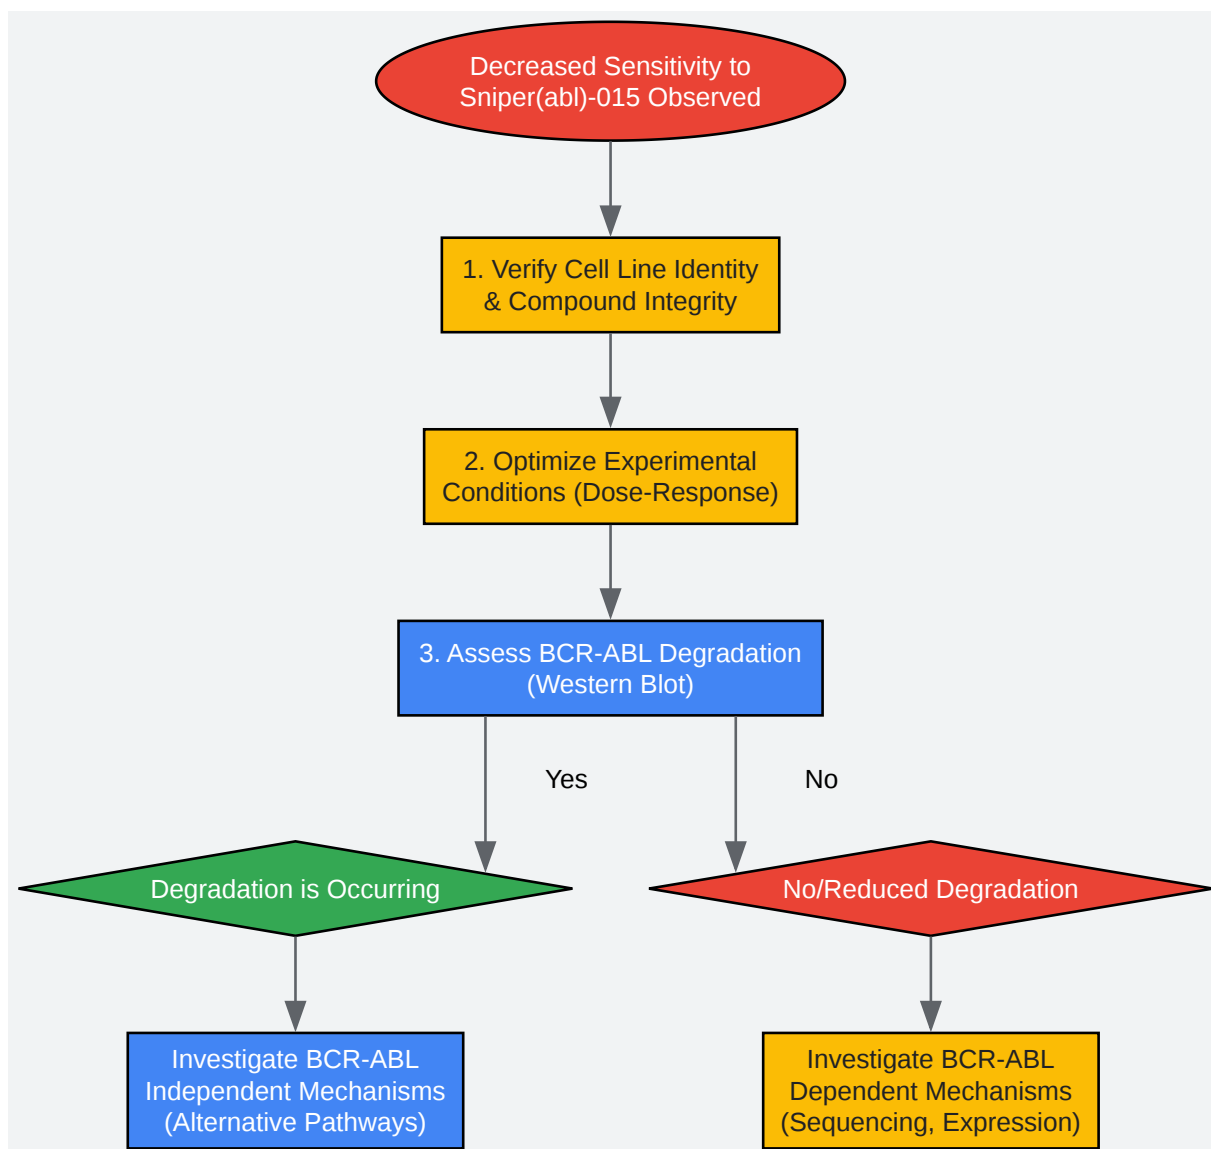 Decreased Sensitivity to
Sniper(abl)-015 Observed
1. Verify Cell Line Identity
& Compound Integrity
2. Optimize Experimental
Conditions (Dose-Response)
3. Assess BCR-ABL Degradation
(Western Blot)
Yes
No
Degradation is Occurring
No/Reduced Degradation
Investigate BCR-ABL
Independent Mechanisms
(Alternative Pathways)
Investigate BCR-ABL
Dependent Mechanisms
(Sequencing, Expression)